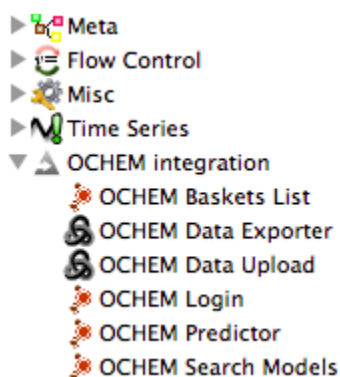 Meta
Flow Control
Misc
Time Series
OCHEM integration
OCHEM Baskets List
OCHEM Data Exporter
OCHEM Data Upload
OCHEM Login
OCHEM Predictor
OCHEM Search Models